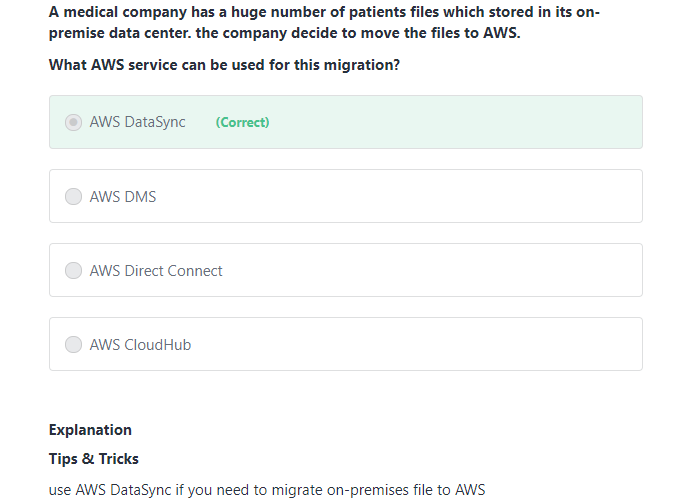 A medical company has a huge number of patients files which stored in its on-
premise data center. the company decide to move the files to AWS.
What AWS service can be used for this migration?
AWS DataSync (Correct)
AWS DMS
AWS Direct Connect
AWS CloudHub
Explanation
Tips & Tricks
use AWS DataSync if you need to migrate on-premises file to AWS